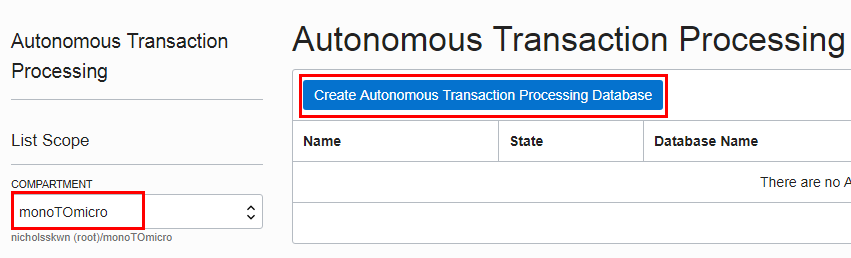 Autonomous Transaction
Processing
List Scope
COMPARTMENT
monoTOmicro
nicholsskwn (root)/monoTOmicro
Autonomous Transaction Processing
Create Autonomous Transaction Processing Database
Name State Database Name
There are no A